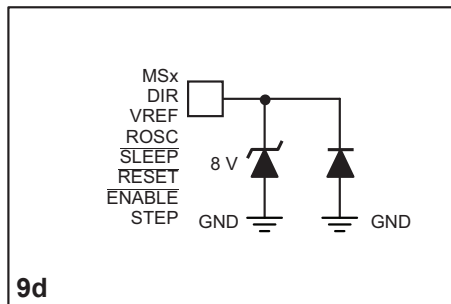 MSx
DIR
VREF
ROSC
SLEEP
RESET
ENABLE
STEP
8 V
GND
GND
9d